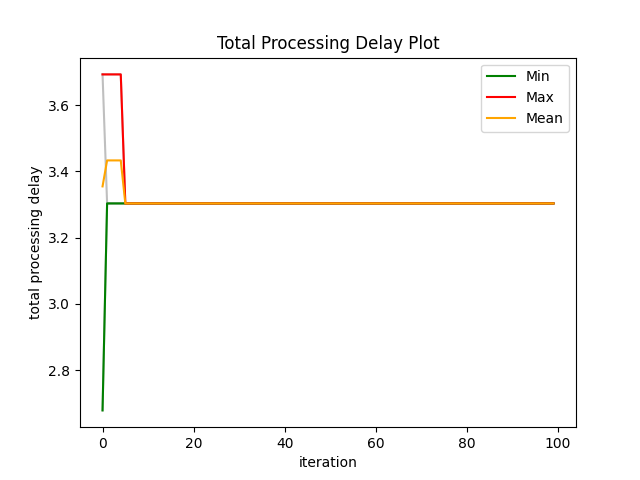 Total Processing Delay Plot
Min
Max
Mean
total processing delay
3.6
3.4
3.2
3.0
2.8
0 20 40 60 80 100
iteration